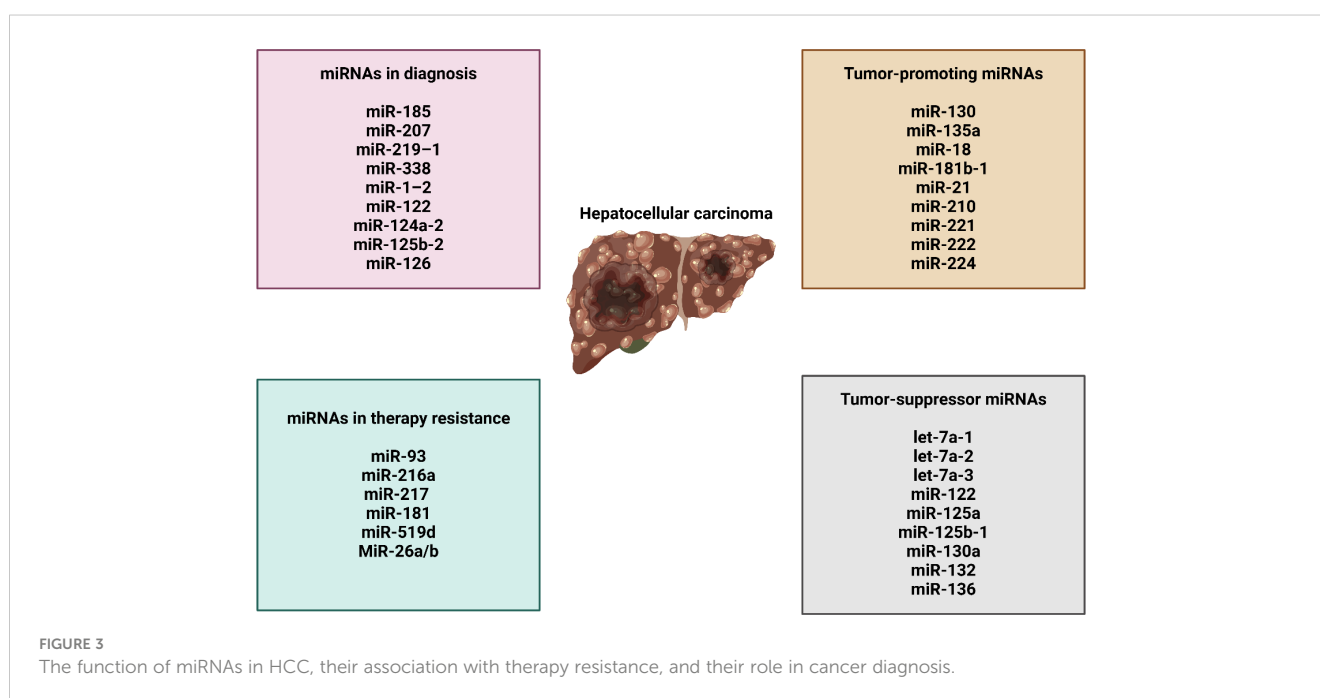 miRNAs in diagnosis
miR-185
miR-207
miR-219–1
miR-338
miR-1–2
miR-122
miR-124a-2
miR-125b-2
miR-126
Tumor-promoting miRNAs
miR-130
miR-135a
miR-18
miR-181b-1
miR-21
miR-210
miR-221
miR-222
miR-224
Hepatocellular carcinoma
miRNAs in therapy resistance
miR-93
miR-216a
miR-217
miR-181
miR-519d
MiR-26a/b
Tumor-suppressor miRNAs
let-7a-1
let-7a-2
let-7a-3
miR-122
miR-125a
miR-125b-1
miR-130a
miR-132
miR-136
FIGURE 3
The function of miRNAs in HCC, their association with therapy resistance, and their role in cancer diagnosis.